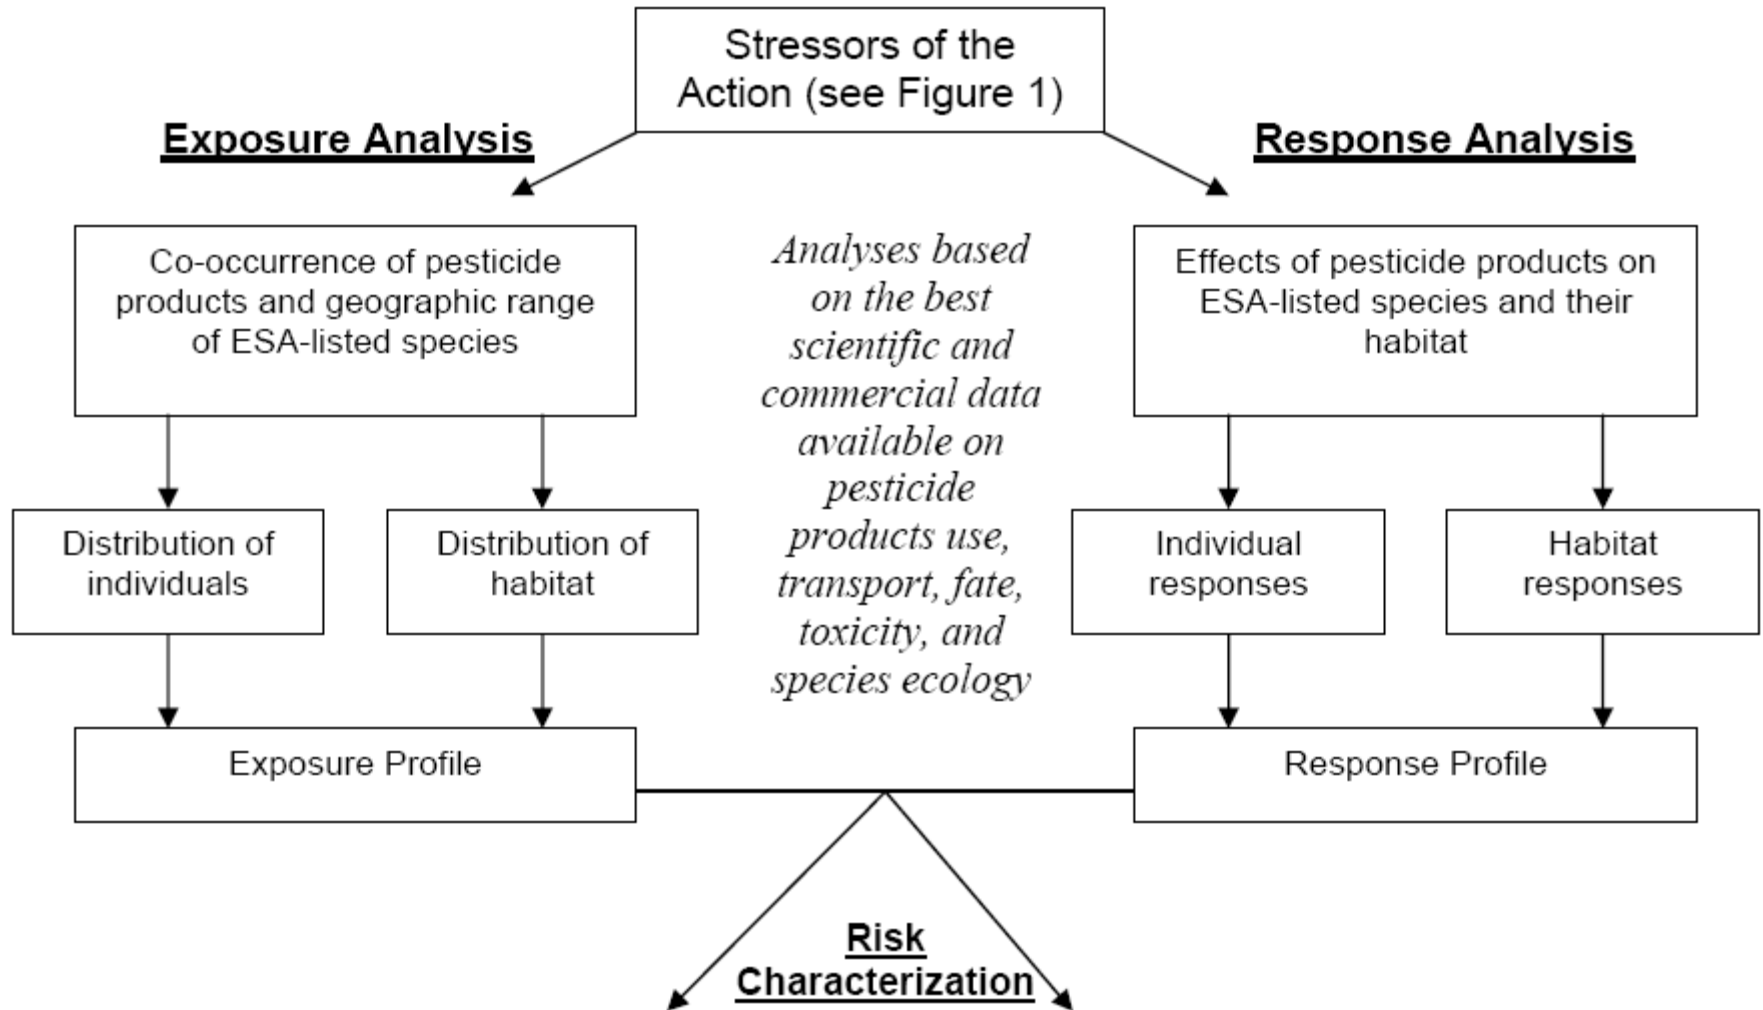 Stressors of the
Action (see Figure 1)
Exposure Analysis
Response Analysis
Co-occurrence of pesticide
products and geographic range
of ESA-listed species
Analyses based
on the best
scientific and
commercial data
available on
pesticide
products use,
transport, fate,
toxicity, and
species ecology
Effects of pesticide products on
ESA-listed species and their
habitat
Distribution of
individuals
Distribution of
habitat
Individual
responses
Habitat
responses
Exposure Profile
Response Profile
Risk
Characterization